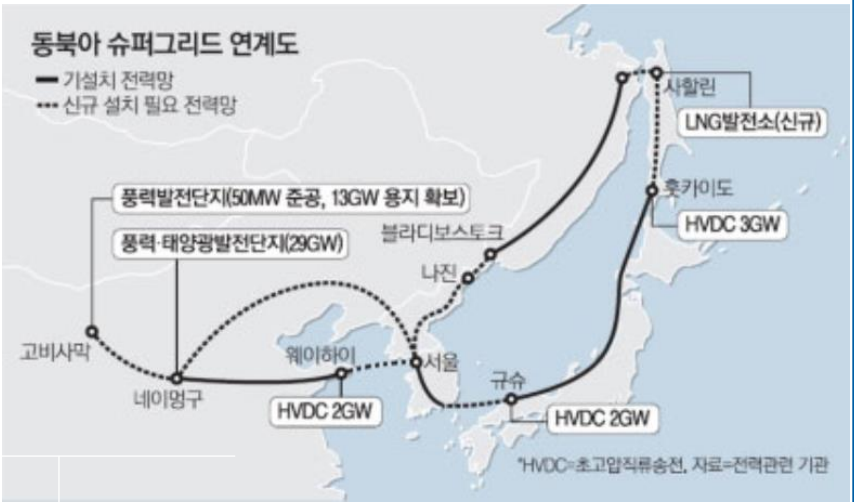 동북아 슈퍼그리드 연계도
기설치 전력망
신규 설치 필요 전력망
사할린
LNG발전소(신규)
풍력발전단지(50MW 준공, 13GW 용지 확보)
홋카이도
블라디보스토크
HVDC 3GW
풍력·태양광발전단지(29GW)
나진
고비사막
웨이하이
서울
규슈
네이멍구
HVDC 2GW
HVDC 2GW
*HVDC=초고압직류송전, 자료=전력관련 기관